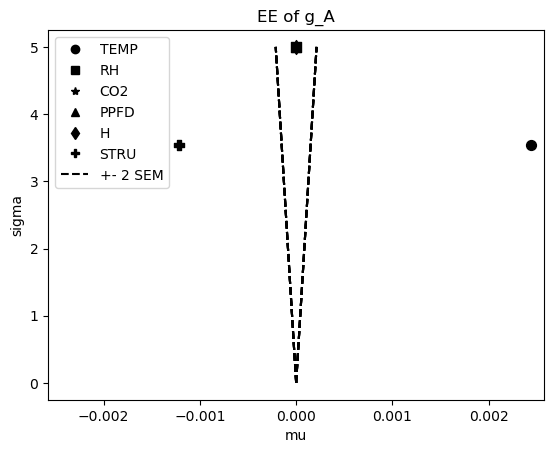 EE of g_A
TEMP
RH
CO2
PPFD
H
STRU
+- 2 SEM
sigma
5
4
3
2
1
0
−0.002
−0.001
0.000
0.001
0.002
mu